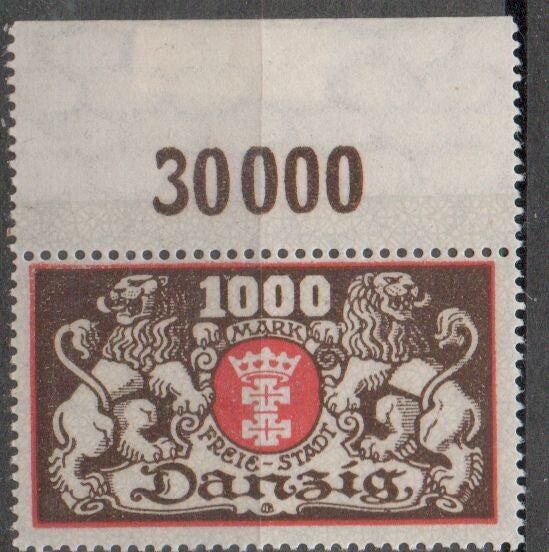 30000
1000
MARK
FREIE-STADT
Danzig